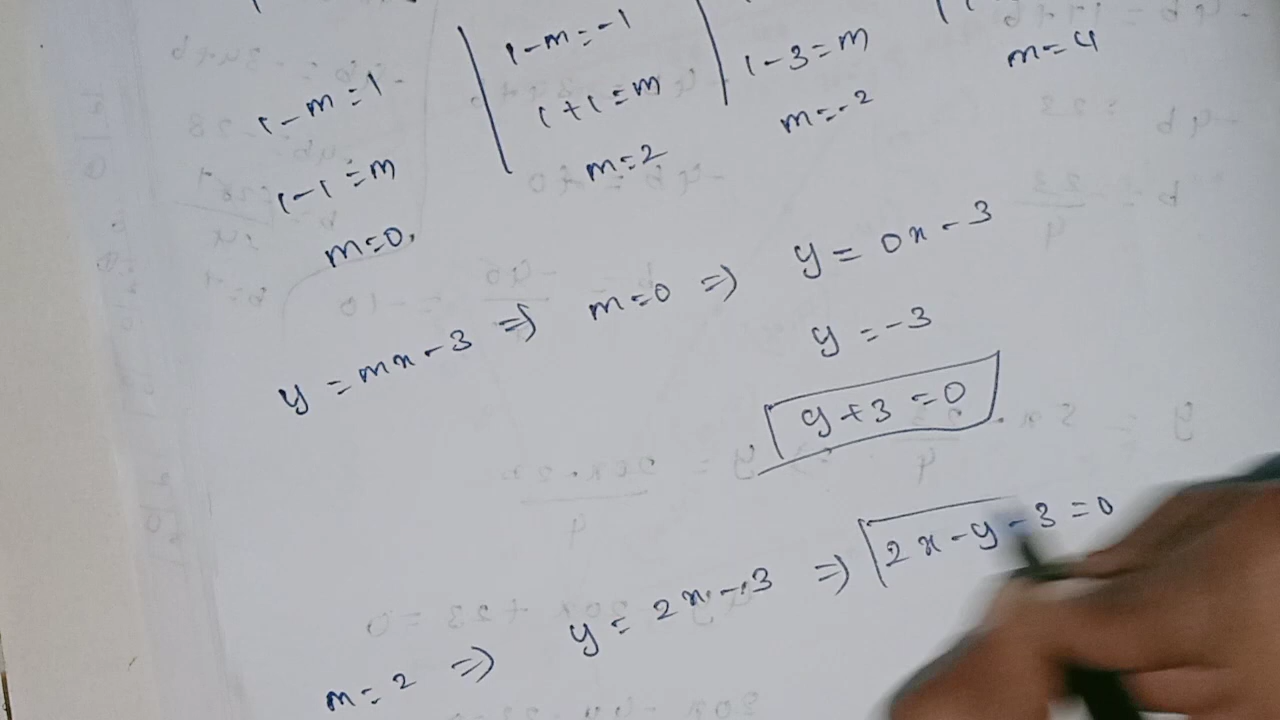 1-m=1
1-1=m
m=0,
1-m=-1
1+1=m
m=2
1-3=m
m=-2
m=4
y=mx-3 => m=0 => y=0x-3
y=-3
y+3=0
m=2 => y=2x-3 => 2x-y-3=0